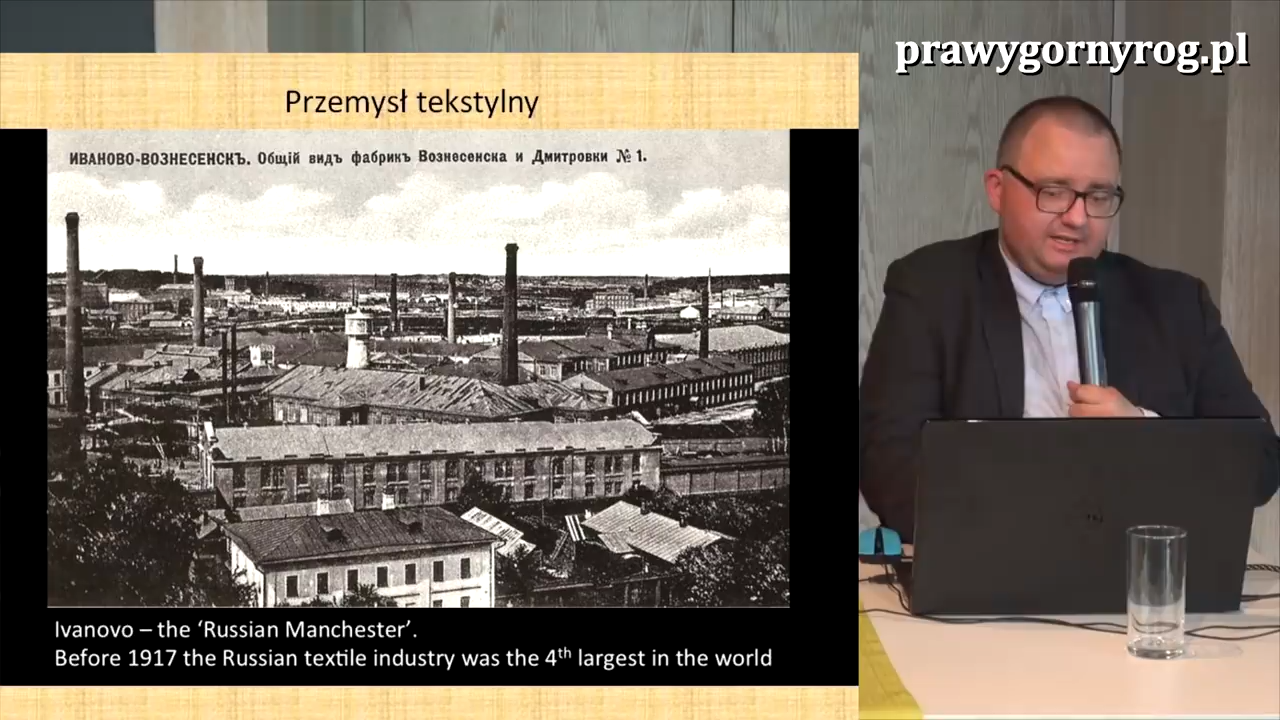 prawygornyrog.pl
Przemysł tekstylny
ИВАНОВО-ВОЗНЕСЕНСКЪ. Общій видъ фабрикъ Вознесенска и Дмитровки № 1.
Ivanovo – the ‘Russian Manchester’.
Before 1917 the Russian textile industry was the 4th largest in the world